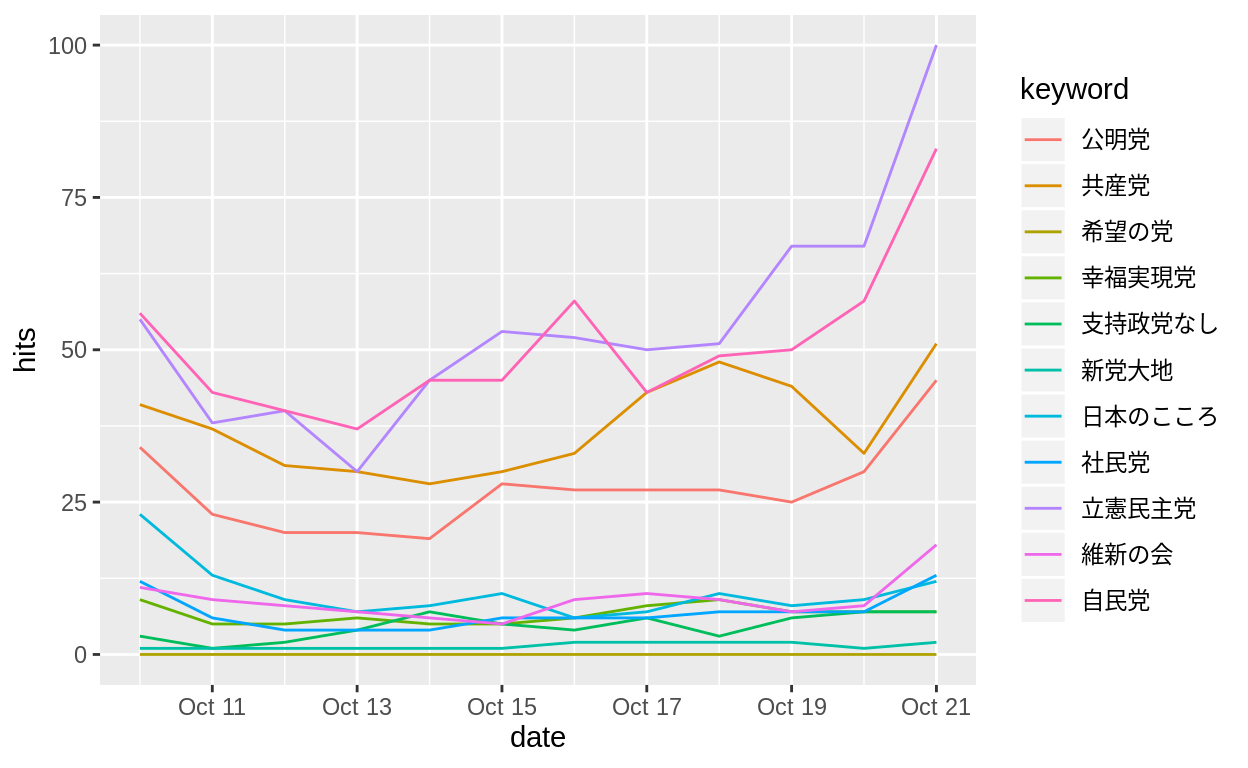 100
75
50
25
0
hits
Oct 11
Oct 13
Oct 15
Oct 17
Oct 19
Oct 21
date
keyword
公明党
共産党
希望の党
幸福実現党
支持政党なし
新党大地
日本のこころ
社民党
立憲民主党
維新の会
自民党